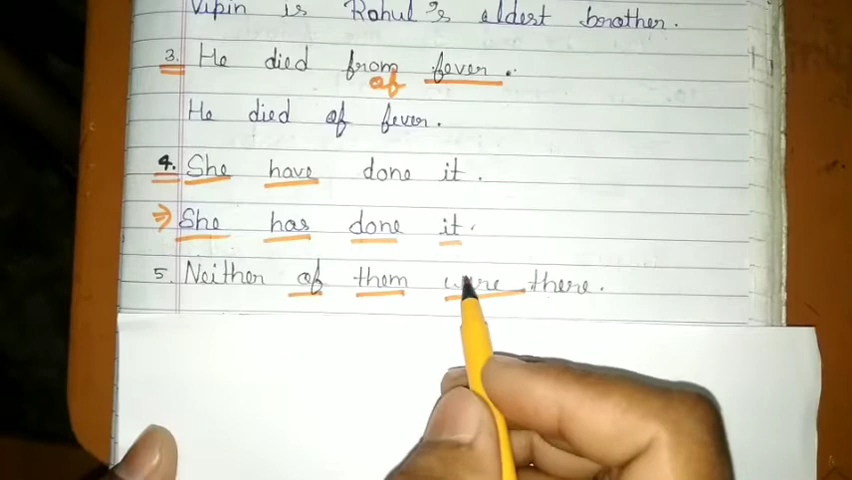 Vipin is Rahul's eldest brother.
3. He died from fever.
of
He died of fever.
4. She have done it.
⇒ She has done it.
5. Neither of them were there.